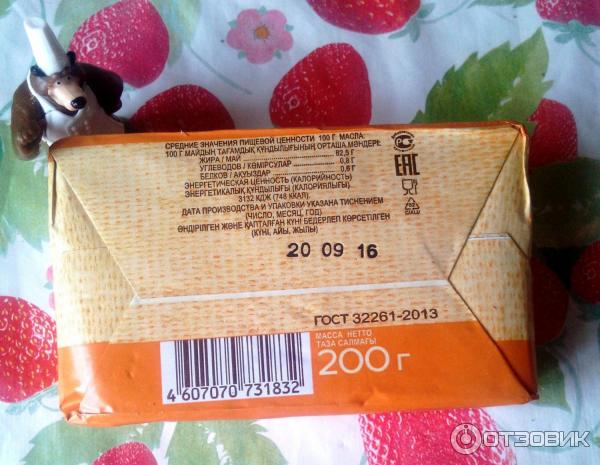 СРЕДНИЕ ЗНАЧЕНИЯ ПИЩЕВОЙ ЦЕННОСТИ 100 Г МАСЛА:
100 Г МАЙДЫҢ ТАҒАМДЫҚ ҚҰНДЫЛЫҒЫНЫҢ ОРТАША МӘНДЕРІ:
ЖИРА / МАЙ 82,5 Г
УГЛЕВОДОВ / КӨМІРСУЛАР 0,8 Г
БЕЛКОВ / АҚУЫЗДАР 0,6 Г
ЭНЕРГЕТИЧЕСКАЯ ЦЕННОСТЬ (КАЛОРИЙНОСТЬ)
ЭНЕРГЕТИКАЛЫҚ ҚҰНДЫЛЫҒЫ (КАЛОРИЯЛЫҒЫ)
3132 КДЖ (748 ККАЛ).
ДАТА ПРОИЗВОДСТВА И УПАКОВКИ УКАЗАНА ТИСНЕНИЕМ
(ЧИСЛО, МЕСЯЦ, ГОД)
ӨНДІРІЛГЕН ЖӘНЕ ҚАПТАЛҒАН КҮНІ БЕДЕРЛЕП КӨРСЕТІЛГЕН
(КҮНІ, АЙЫ, ЖЫЛЫ)
EAC
20 09 16
ГОСТ 32261-2013
МАССА НЕТТО
ТАЗА САЛМАҒЫ
200 г
4 607070 731832
ОТЗОВИК